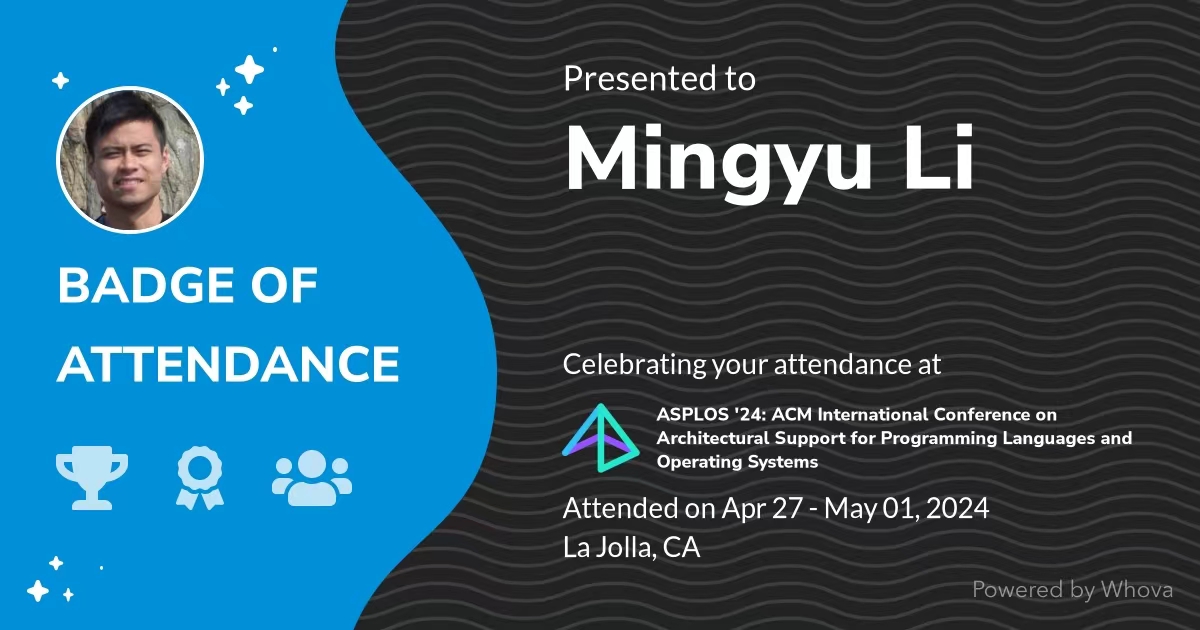 BADGE OF
ATTENDANCE
Presented to
Mingyu Li
Celebrating your attendance at
ASPLOS '24: ACM International Conference on
Architectural Support for Programming Languages and
Operating Systems
Attended on Apr 27 - May 01, 2024
La Jolla, CA
Powered by Whova